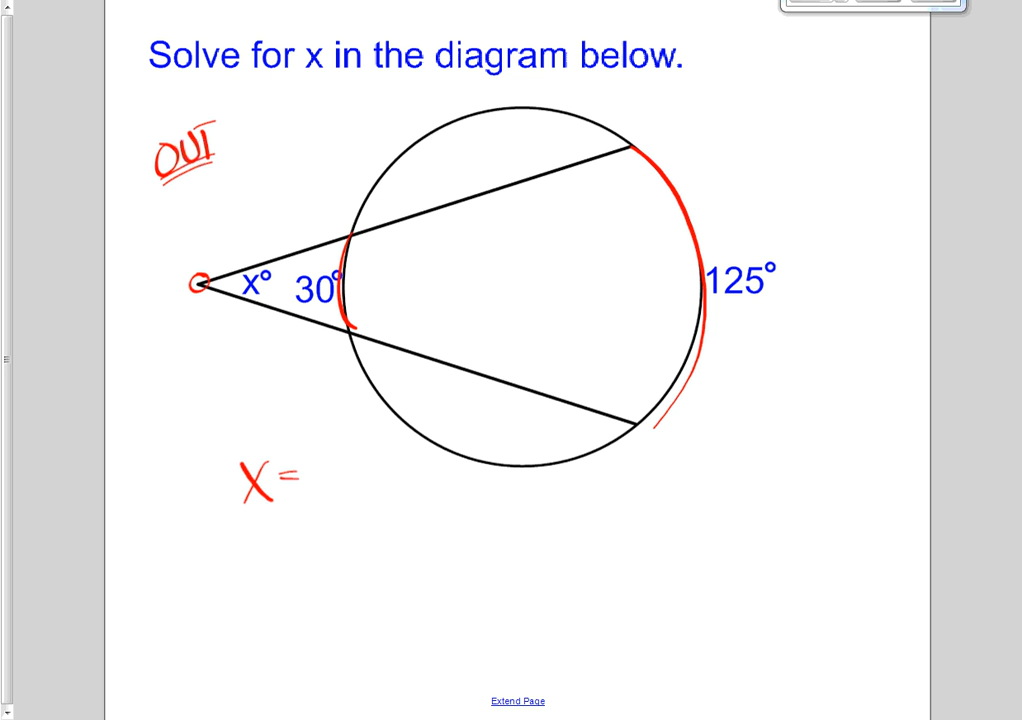 Solve for x in the diagram below.
OUT
x° 30° 125°
X =
Extend Page